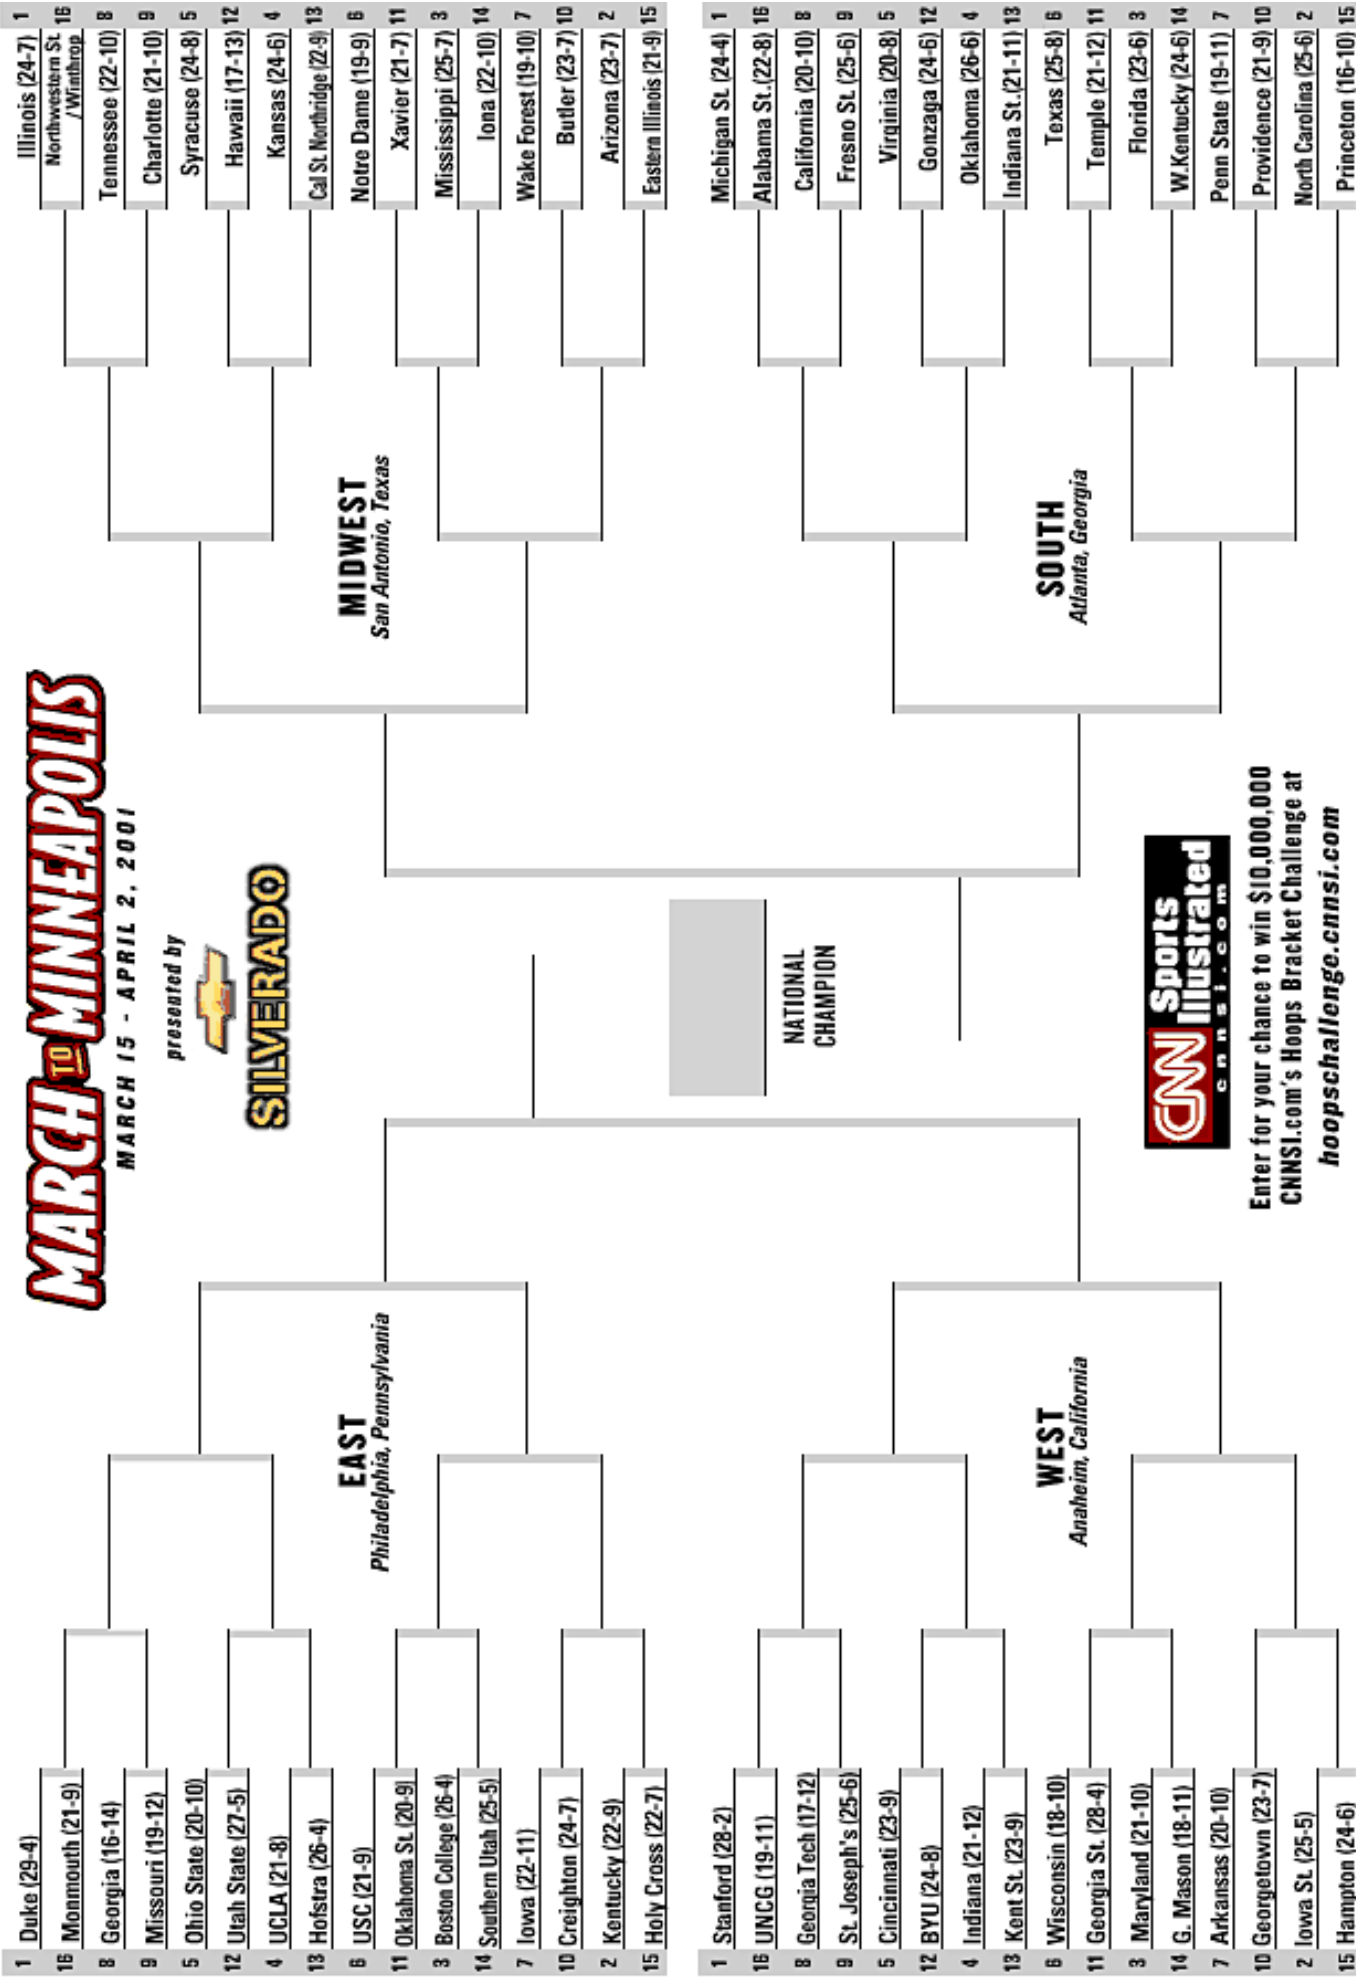 MARCH TO MINNEAPOLIS
MARCH 15 - APRIL 2, 2001
presented by
SILVERADO
1 Duke (29-4)
16 Monmouth (21-9)
8 Georgia (16-14)
9 Missouri (19-12)
5 Ohio State (20-10)
12 Utah State (27-5)
4 UCLA (21-8)
13 Hofstra (26-4)
6 USC (21-9)
11 Oklahoma St. (20-9)
3 Boston College (26-4)
14 Southern Utah (25-5)
7 Iowa (22-11)
10 Creighton (24-7)
2 Kentucky (22-9)
15 Holy Cross (22-7)
EAST
Philadelphia, Pennsylvania
MIDWEST
San Antonio, Texas
Illinois (24-7) 1
Northwestern St. 16
/ Winthrop
Tennessee (22-10) 8
Charlotte (21-10) 9
Syracuse (24-8) 5
Hawaii (17-13) 12
Kansas (24-6) 4
Cal St. Northridge (22-9) 13
Notre Dame (19-9) 6
Xavier (21-7) 11
Mississippi (25-7) 3
Iona (22-10) 14
Wake Forest (19-10) 7
Butler (23-7) 10
Arizona (23-7) 2
Eastern Illinois (21-9) 15
NATIONAL
CHAMPION
1 Stanford (28-2)
16 UNCG (19-11)
8 Georgia Tech (17-12)
9 St. Joseph's (25-6)
5 Cincinnati (23-9)
12 BYU (24-8)
4 Indiana (21-12)
13 Kent St. (23-9)
6 Wisconsin (18-10)
11 Georgia St. (28-4)
3 Maryland (21-10)
14 G. Mason (18-11)
7 Arkansas (20-10)
10 Georgetown (23-7)
2 Iowa St. (25-5)
15 Hampton (24-6)
WEST
Anaheim, California
SOUTH
Atlanta, Georgia
Michigan St. (24-4) 1
Alabama St.(22-8) 16
California (20-10) 8
Fresno St. (25-6) 9
Virginia (20-8) 5
Gonzaga (24-6) 12
Oklahoma (26-6) 4
Indiana St.(21-11) 13
Texas (25-8) 6
Temple (21-12) 11
Florida (23-6) 3
W.Kentucky (24-6) 14
Penn State (19-11) 7
Providence (21-9) 10
North Carolina (25-6) 2
Princeton (16-10) 15
CNN Sports
Illustrated
cnnsi.com
Enter for your chance to win $10,000,000
CNNSI.com's Hoops Bracket Challenge at
hoopschallenge.cnnsi.com